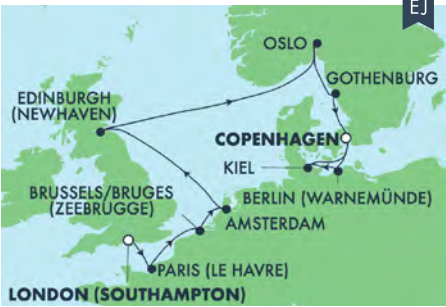 EJ
OSLO
GOTHENBURG
EDINBURGH
(NEWHAVEN)
COPENHAGEN
KIEL
BERLIN (WARNEMÜNDE)
BRUSSELS/BRUGES
(ZEEBRUGGE)
AMSTERDAM
PARIS (LE HAVRE)
LONDON (SOUTHAMPTON)